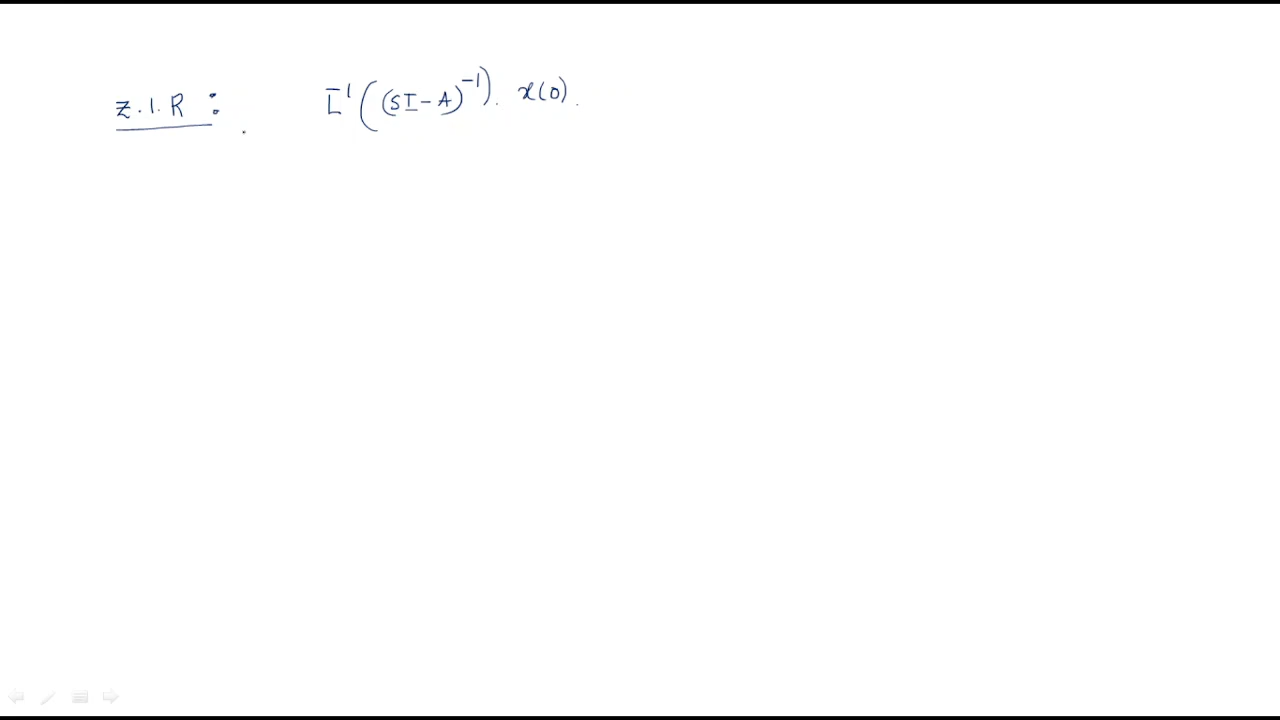 Z.I.R : L⁻¹((SI-A)⁻¹). x(0).